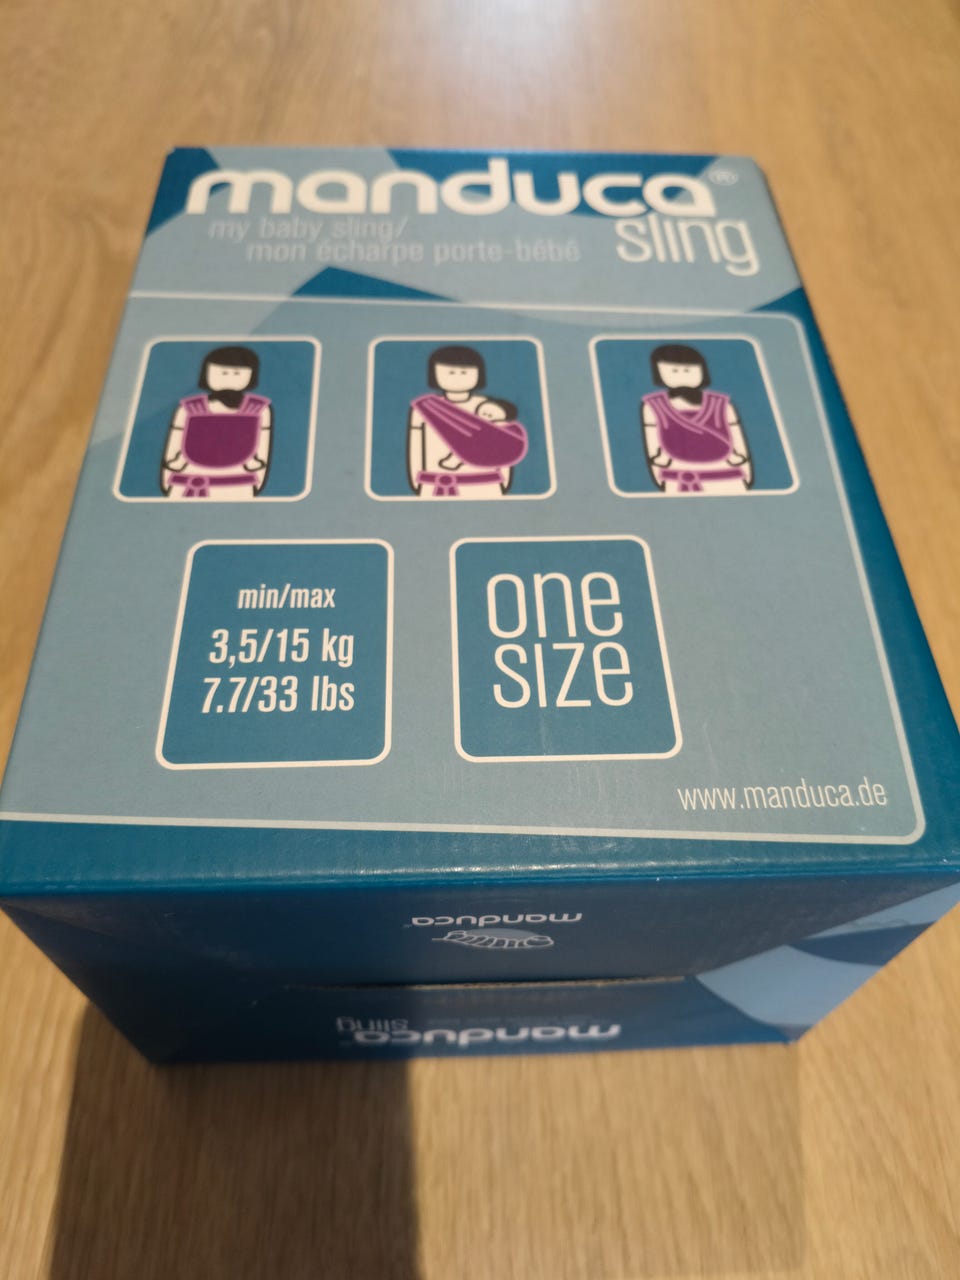 manduca®
my baby sling/
mon écharpe porte-bébé
sling
min/max
3,5/15 kg
7.7/33 lbs
one
size
www.manduca.de
manduca
manduca
sling